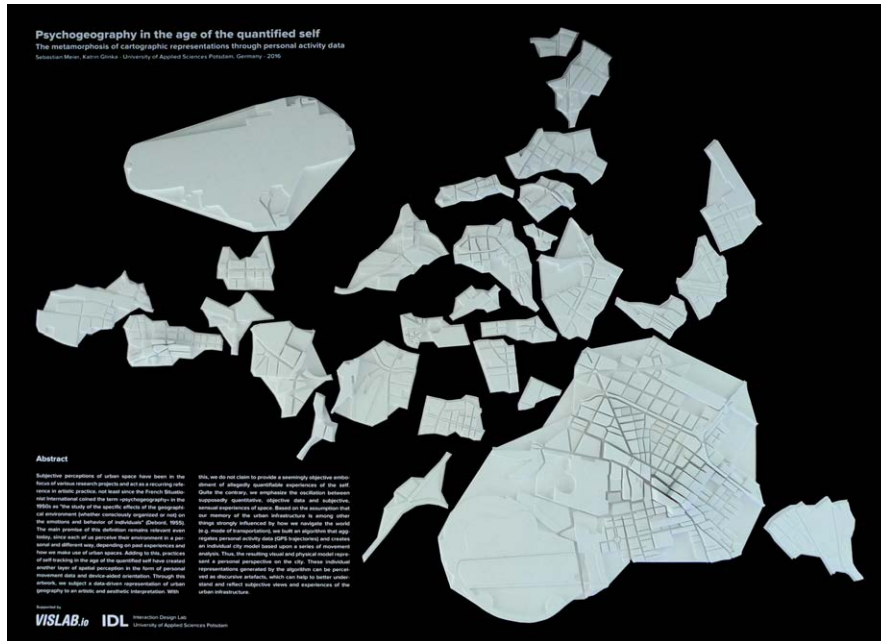 Psychogeography in the age of the quantified self
The metamorphosis of cartographic representations through personal activity data
Sebastian Meier, Katrin Glinka - University of Applied Sciences Potsdam, Germany - 2016
Abstract
Subjective perceptions of urban space have been in the
focus of various research projects and act as a recurring refe-
rence in artistic practice, not least since the French Situatio-
nist International coined the term »psychogeography« in the
1950s as "the study of the specific effects of the geographi-
cal environment (whether consciously organized or not) on
the emotions and behavior of individuals" (Debord, 1955).
The main premise of this definition remains relevant even
today, since each of us perceive their environment in a per-
sonal and different way, depending on past experiences and
how we make use of urban spaces. Adding to this, practices
of self-tracking in the age of the quantified self have created
another layer of spatial perception in the form of personal
movement data and device-aided orientation. Through this
artwork, we subject a data-driven representation of urban
geography to an artistic and aesthetic interpretation. With
this, we do not claim to provide a seemingly objective embo-
diment of allegedly quantifiable experiences of the self.
Quite the contrary, we emphasize the oscillation between
supposedly quantitative, objective data and subjective,
sensual experiences of space. Based on the assumption that
our memory of the urban infrastructure is among other
things strongly influenced by how we navigate the world
(e.g. mode of transportation), we built an algorithm that agg-
regates personal activity data (GPS trajectories) and creates
an individual city model based upon a series of movement
analysis. Thus, the resulting visual and physical model repre-
sent a personal perspective on the city. These individual
representations generated by the algorithm can be percei-
ved as discursive artefacts, which can help to better under-
stand and reflect subjective views and experiences of the
urban infrastructure.
Supported by
VISLAB.io IDL Interaction Design Lab
University of Applied Sciences Potsdam